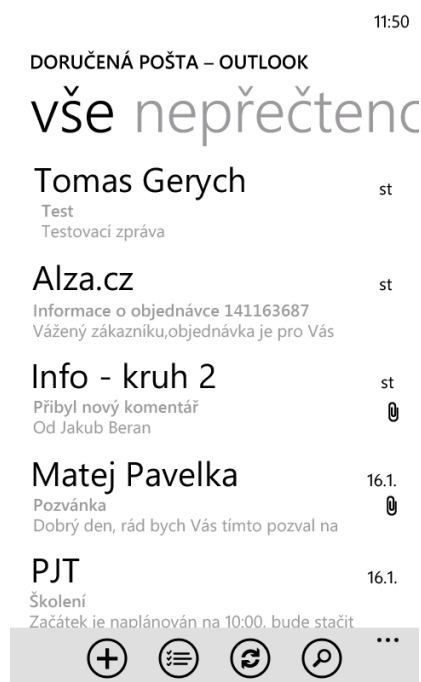 11:50
DORUČENÁ POŠTA – OUTLOOK
vše nepřečteno
Tomas Gerych st
Test
Testovací zpráva
Alza.cz st
Informace o objednávce 141163687
Vážený zákazníku,objednávka je pro Vás
Info - kruh 2 st
Přibyl nový komentář
Od Jakub Beran
Matej Pavelka 16.1.
Pozvánka
Dobrý den, rád bych Vás tímto pozval na
PJT 16.1.
Školení
Začátek je naplánován na 10:00, bude stačit